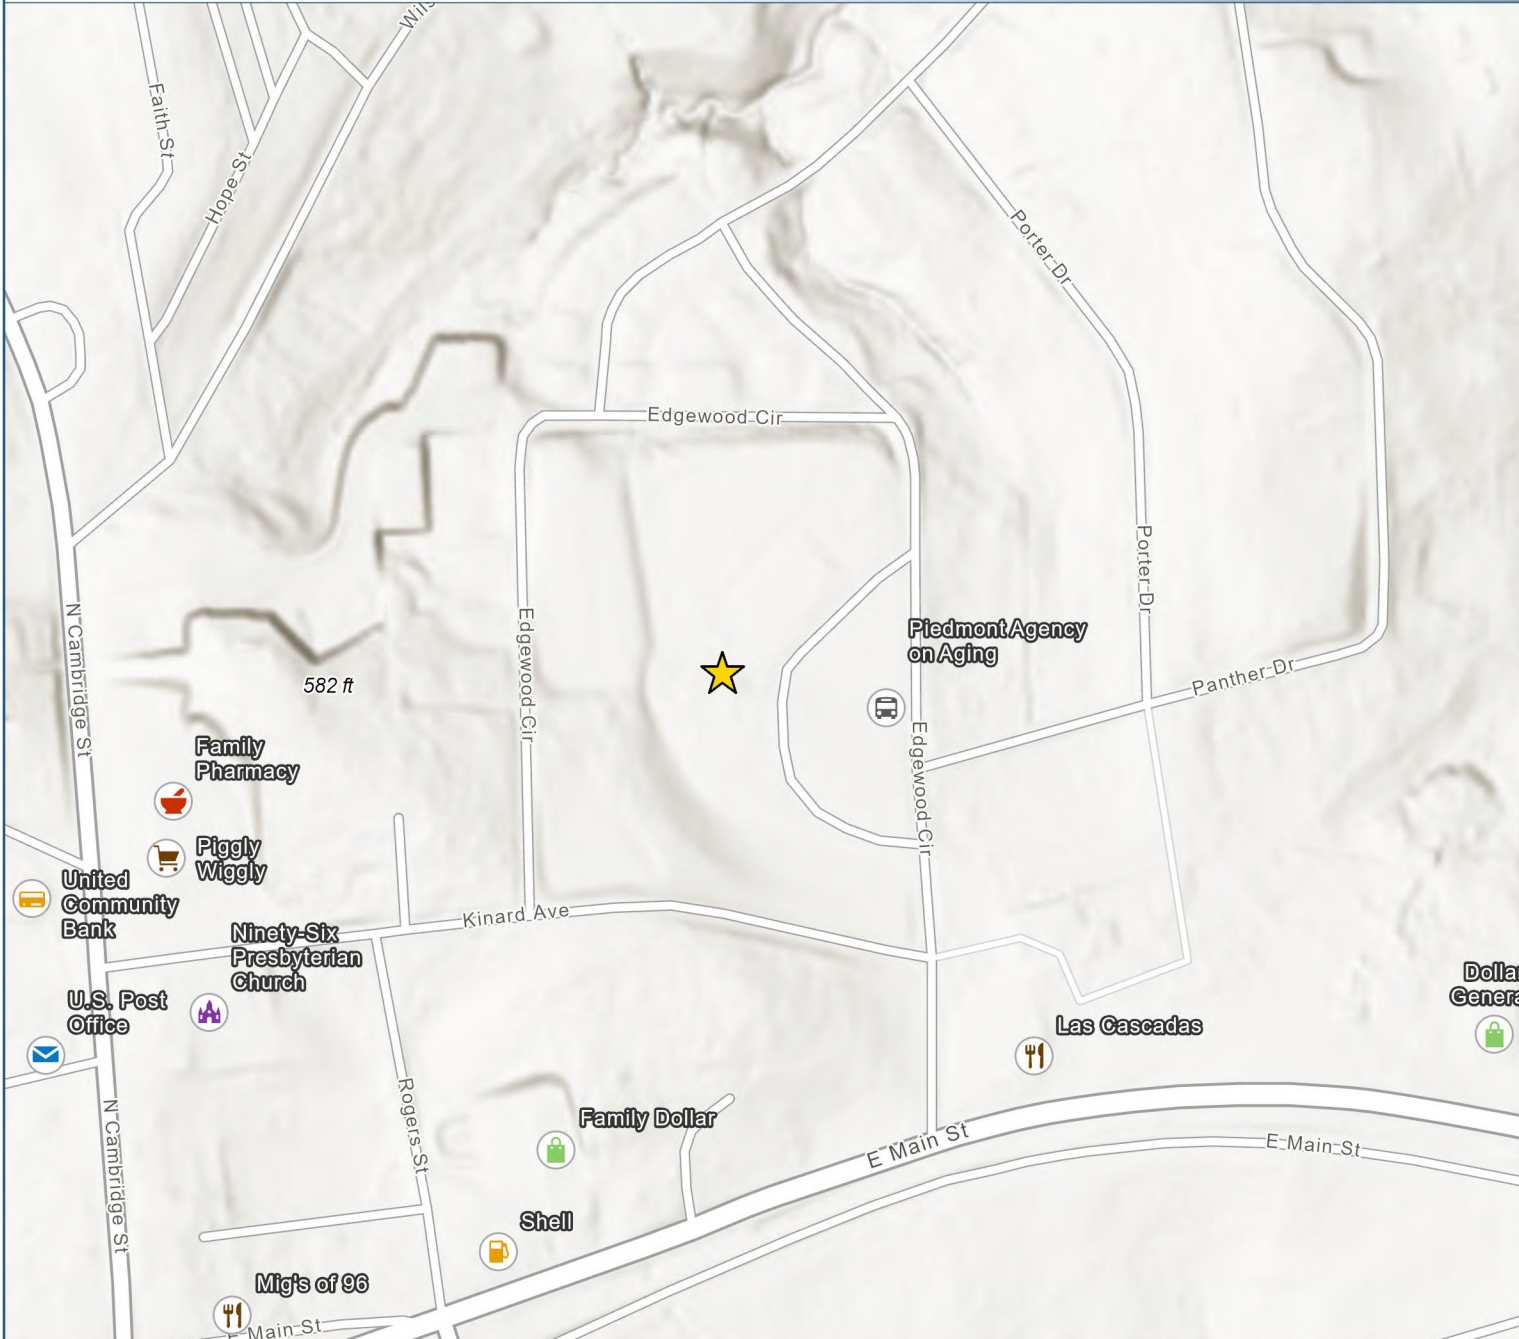 Wils
Faith St
Hope St
Porter Dr
Edgewood Cir
Porter Dr
N Cambridge St
Edgewood Cir
Piedmont Agency
on Aging
Panther Dr
582 ft
Edgewood Cir
Family
Pharmacy
Piggly
Wiggly
United
Community
Bank
Kinard Ave
Ninety-Six
Presbyterian
Church
U.S. Post
Office
Dollar
Genera
Las Cascadas
N Cambridge St
Rogers St
Family Dollar
E Main St
E Main St
Shell
Mig's of 96
E Main St